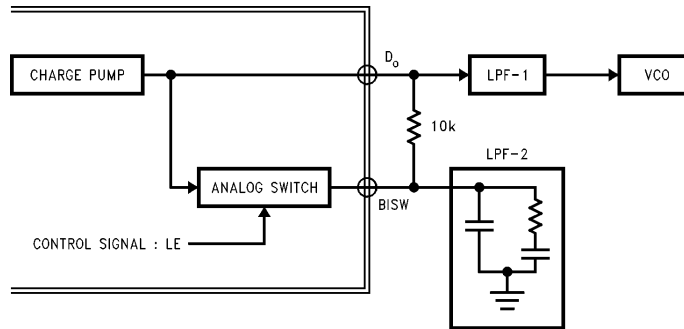 CHARGE PUMP
Do
LPF-1
VCO
10k
LPF-2
ANALOG SWITCH
BISW
CONTROL SIGNAL : LE